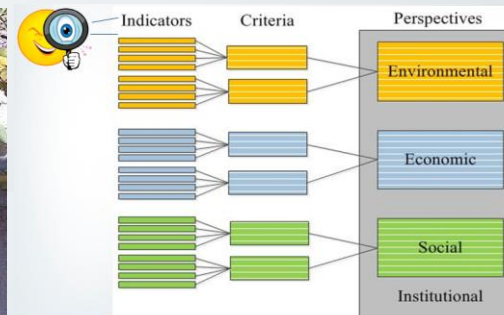 Indicators Criteria Perspectives
Environmental
Economic
Social
Institutional